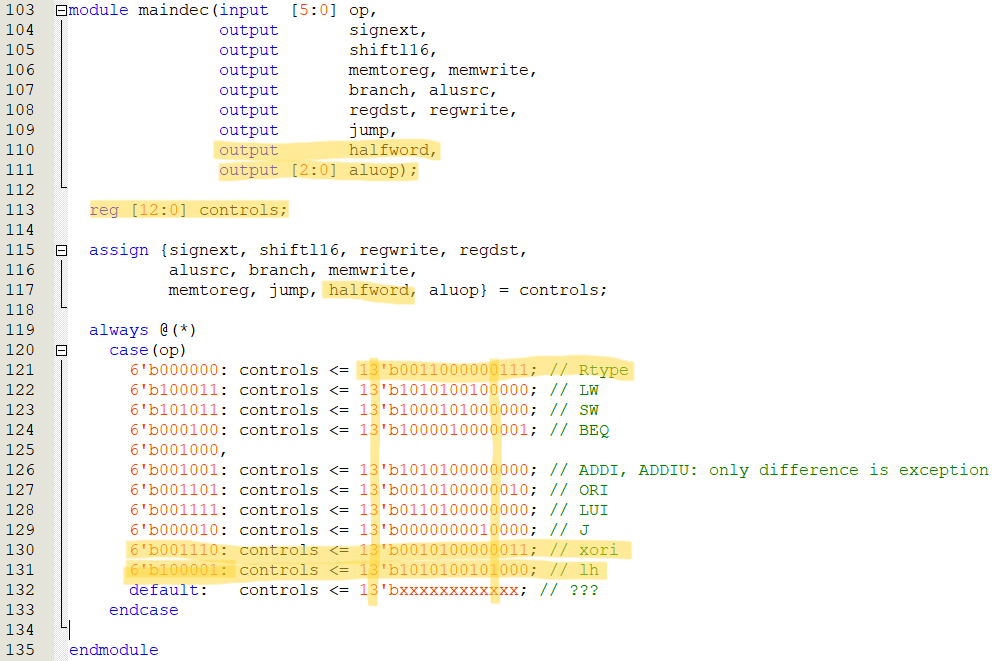 103 module maindec(input [5:0] op,
104 output signext,
105 output shiftl16,
106 output memtoreg, memwrite,
107 output branch, alusrc,
108 output regdst, regwrite,
109 output jump,
110 output halfword,
111 output [2:0] aluop);
112
113 reg [12:0] controls;
114
115 assign {signext, shiftl16, regwrite, regdst,
116 alusrc, branch, memwrite,
117 memtoreg, jump, halfword, aluop} = controls;
118
119 always @(*)
120 case(op)
121 6'b000000: controls <= 13'b0011000000111; // Rtype
122 6'b100011: controls <= 13'b1010100100000; // LW
123 6'b101011: controls <= 13'b1000101000000; // SW
124 6'b000100: controls <= 13'b1000010000001; // BEQ
125 6'b001000,
126 6'b001001: controls <= 13'b1010100000000; // ADDI, ADDIU: only difference is exception
127 6'b001101: controls <= 13'b0010100000010; // ORI
128 6'b001111: controls <= 13'b0110100000000; // LUI
129 6'b000010: controls <= 13'b0000000010000; // J
130 6'b001110: controls <= 13'b0010100000011; // xori
131 6'b100001: controls <= 13'b1010100101000; // lh
132 default: controls <= 13'bxxxxxxxxxxxx; // ???
133 endcase
134
135 endmodule